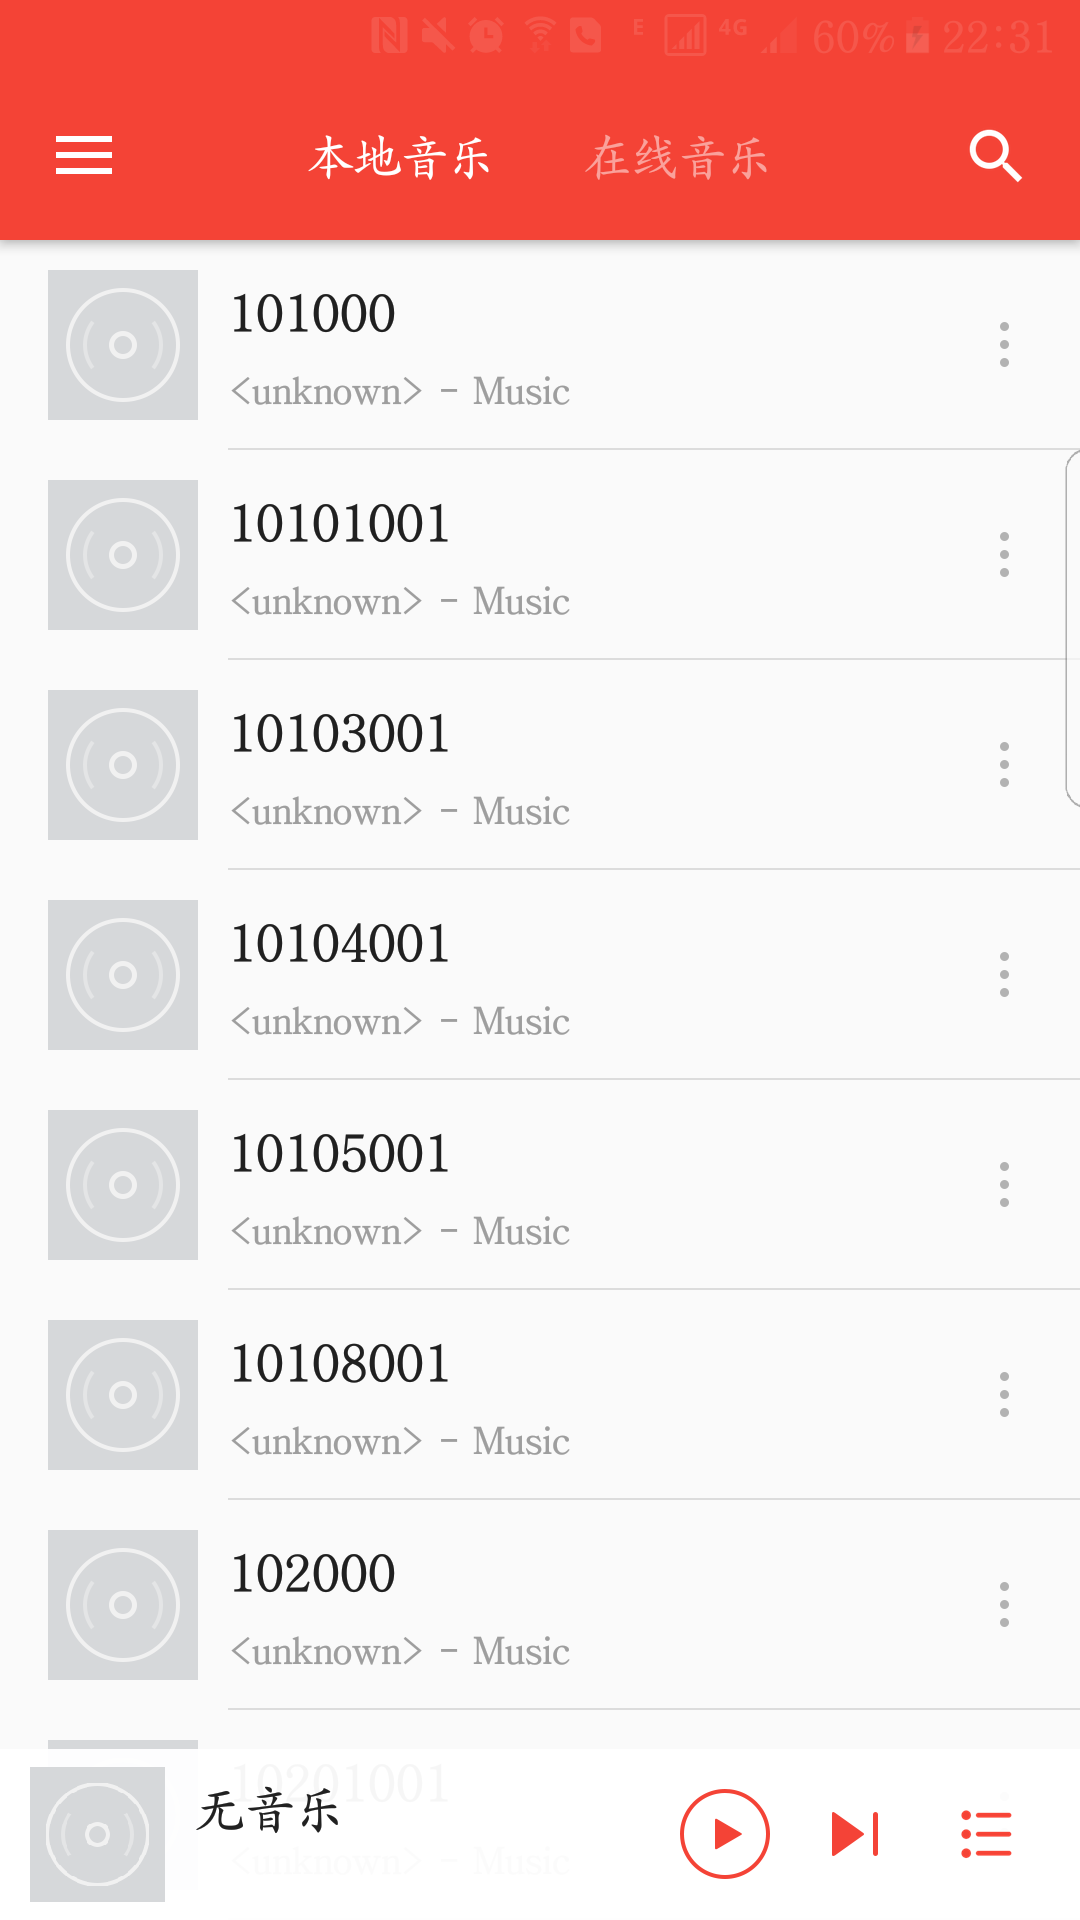 E 4G 60% 22:31
本地音乐 在线音乐
101000
<unknown> - Music
10101001
<unknown> - Music
10103001
<unknown> - Music
10104001
<unknown> - Music
10105001
<unknown> - Music
10108001
<unknown> - Music
102000
<unknown> - Music
10201001
无音乐
<unknown> - Music